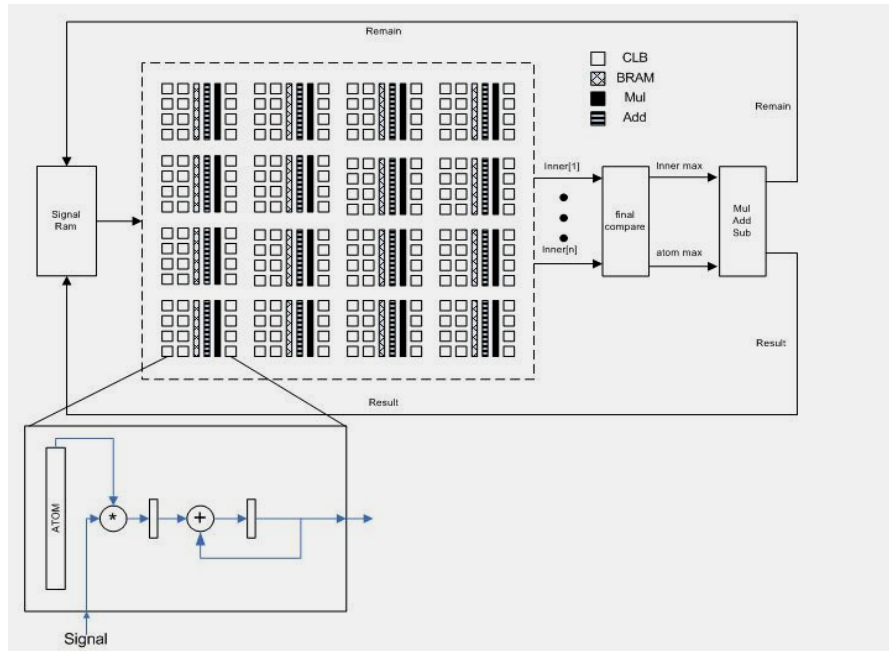 Remain
CLB
BRAM
Mul
Add
Remain
Signal
Ram
Inner[1]
Inner[n]
final
compare
Inner max
atom max
Mul
Add
Sub
Result
Result
ATOM
*
+
Signal